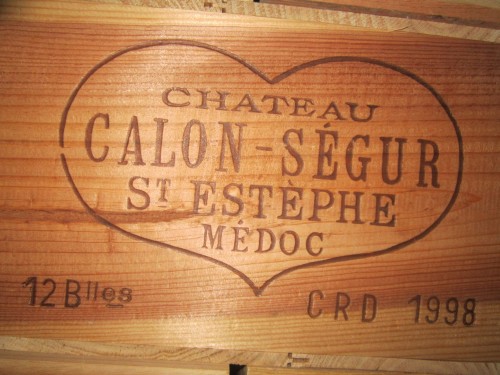 CHATEAU
CALON-SÉGUR
ST ESTÈPHE
MÉDOC
12 Blles CRD 1998